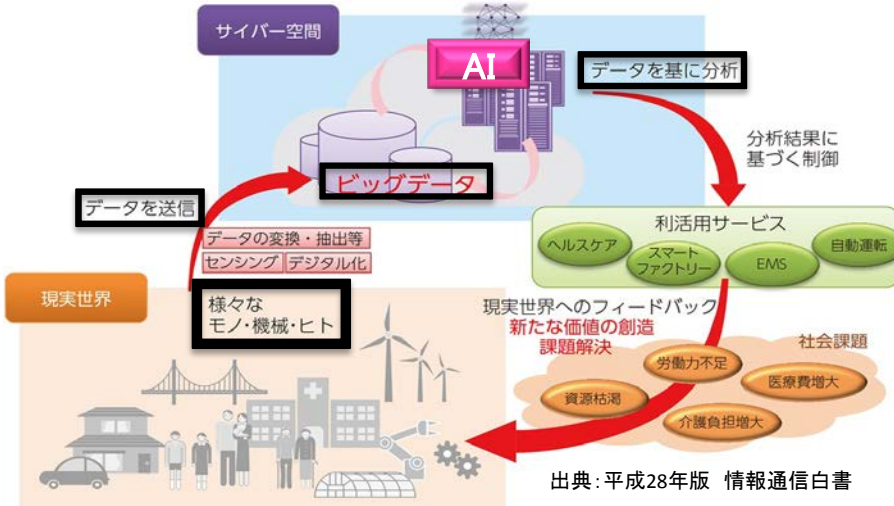 サイバー空間
AI
データを基に分析
分析結果に
基づく制御
ビッグデータ
データを送信
データの変換・抽出等
センシング
デジタル化
利活用サービス
ヘルスケア
スマート
ファクトリー
EMS
自動運転
現実世界
様々な
モノ・機械・ヒト
現実世界へのフィードバック
新たな価値の創造
課題解決
社会課題
労働力不足
資源枯渇
医療費増大
介護負担増大
出典：平成28年版 情報通信白書